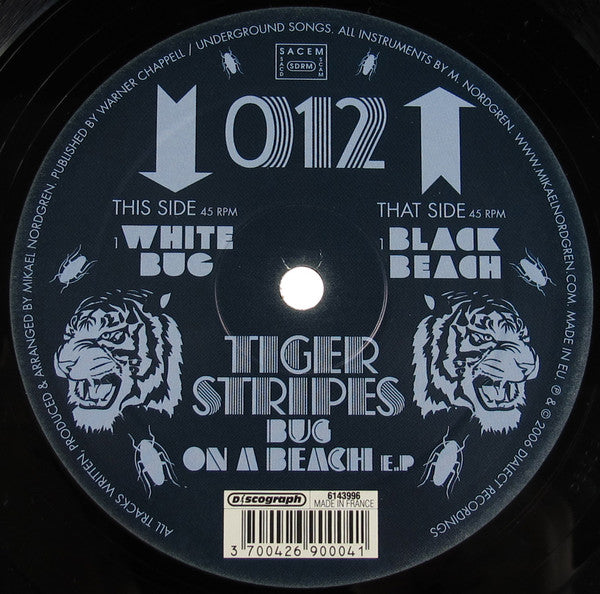 ALL TRACKS WRITTEN, PRODUCED & ARRANGED BY MIKAEL NORDGREN. PUBLISHED BY WARNER CHAPPELL / UNDERGROUND SONGS. ALL INSTRUMENTS BY M. NORDGREN. WWW.MIKAELNORDGREN.COM. MADE IN EU ℗ & © 2006 DIALECT RECORDINGS
SACEM
SACD
SDRM
SCAM
012
THIS SIDE 45 RPM
1 WHITE
BUG
THAT SIDE 45 RPM
1 BLACK
BEACH
TIGER
STRIPES
BUG
ON A BEACH E.P
Discograph
6143996
MADE IN FRANCE
3 700426 900041